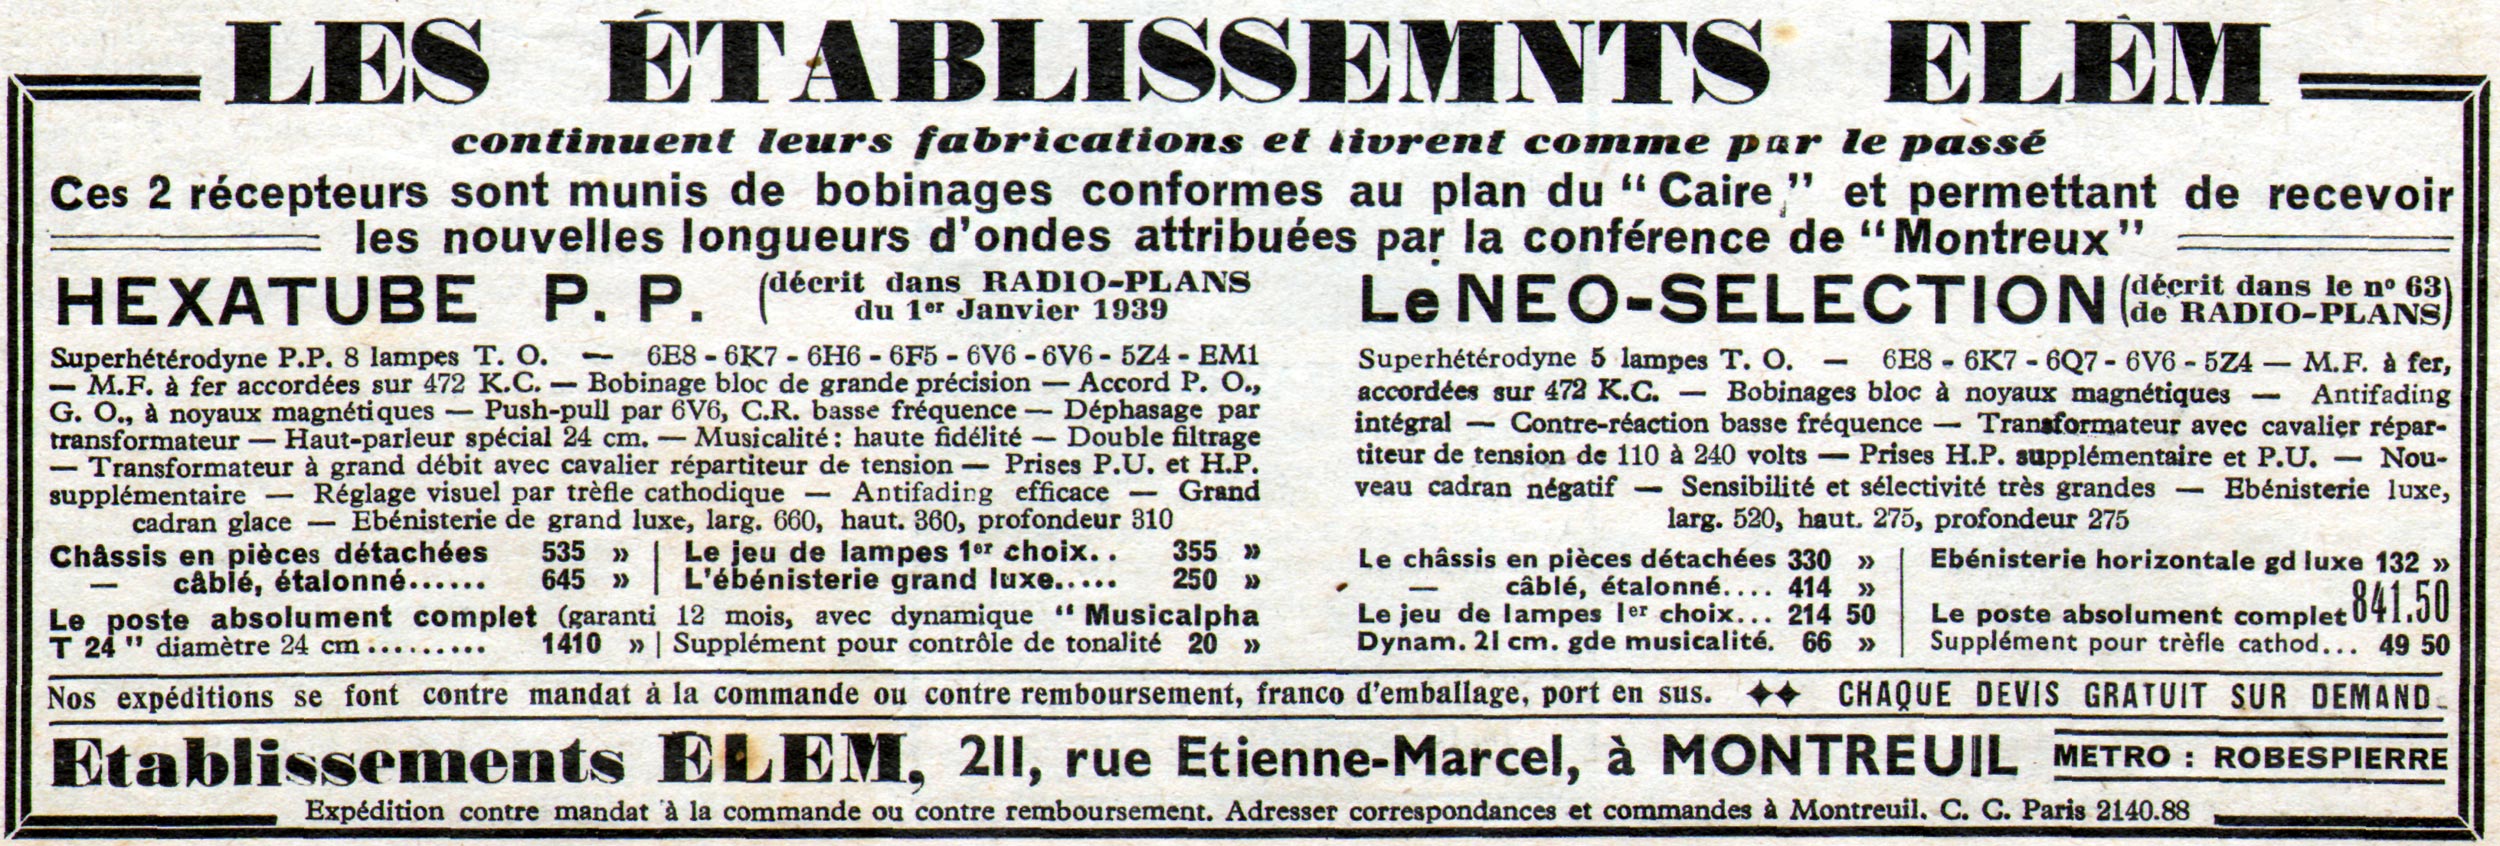 LES ÉTABLISSEMNTS ELÈM
continuent leurs fabrications et livrent comme par le passé
Ces 2 récepteurs sont munis de bobinages conformes au plan du " Caire " et permettant de recevoir
les nouvelles longueurs d'ondes attribuées par la conférence de " Montreux "
HEXATUBE P. P. (décrit dans RADIO-PLANS
du 1er Janvier 1939
Superhétérodyne P.P. 8 lampes T. O. — 6E8 - 6K7 - 6H6 - 6F5 - 6V6 - 6V6 - 5Z4 - EM1
— M.F. à fer accordées sur 472 K.C. — Bobinage bloc de grande précision — Accord P. O.,
G. O., à noyaux magnétiques — Push-pull par 6V6, C.R. basse fréquence — Déphasage par
transformateur — Haut-parleur spécial 24 cm. — Musicalité : haute fidélité — Double filtrage
— Transformateur à grand débit avec cavalier répartiteur de tension — Prises P.U. et H.P.
supplémentaire — Réglage visuel par trèfle cathodique — Antifading efficace — Grand
cadran glace — Ebénisterie de grand luxe, larg. 660, haut. 360, profondeur 310
Châssis en pièces détachées 535 » | Le jeu de lampes 1er choix.. 355 »
— câblé, étalonné...... 645 » | L'ébénisterie grand luxe..... 250 »
Le poste absolument complet (garanti 12 mois, avec dynamique " Musicalpha
T 24 " diamètre 24 cm......... 1410 » | Supplément pour contrôle de tonalité 20 »
Le NEO-SELECTION (décrit dans le no 63)
(de RADIO-PLANS)
Superhétérodyne 5 lampes T. O. — 6E8 - 6K7 - 6Q7 - 6V6 - 5Z4 — M.F. à fer,
accordées sur 472 K.C. — Bobinages bloc à noyaux magnétiques — Antifading
intégral — Contre-réaction basse fréquence — Transformateur avec cavalier répar-
titeur de tension de 110 à 240 volts — Prises H.P. supplémentaire et P.U. — Nou-
veau cadran négatif — Sensibilité et sélectivité très grandes — Ebénisterie luxe,
larg. 520, haut. 275, profondeur 275
Le châssis en pièces détachées 330 » | Ebénisterie horizontale gd luxe 132 »
— câblé, étalonné.... 414 »
Le jeu de lampes 1er choix... 214 50 | Le poste absolument complet 841.50
Dynam. 21 cm. gde musicalité. 66 » | Supplément pour trèfle cathod... 49 50
Nos expéditions se font contre mandat à la commande ou contre remboursement, franco d'emballage, port en sus. ✦✦ CHAQUE DEVIS GRATUIT SUR DEMAND
Etablissements ELEM, 211, rue Etienne-Marcel, à MONTREUIL METRO : ROBESPIERRE
Expédition contre mandat à la commande ou contre remboursement. Adresser correspondances et commandes à Montreuil. C. C. Paris 2140.88